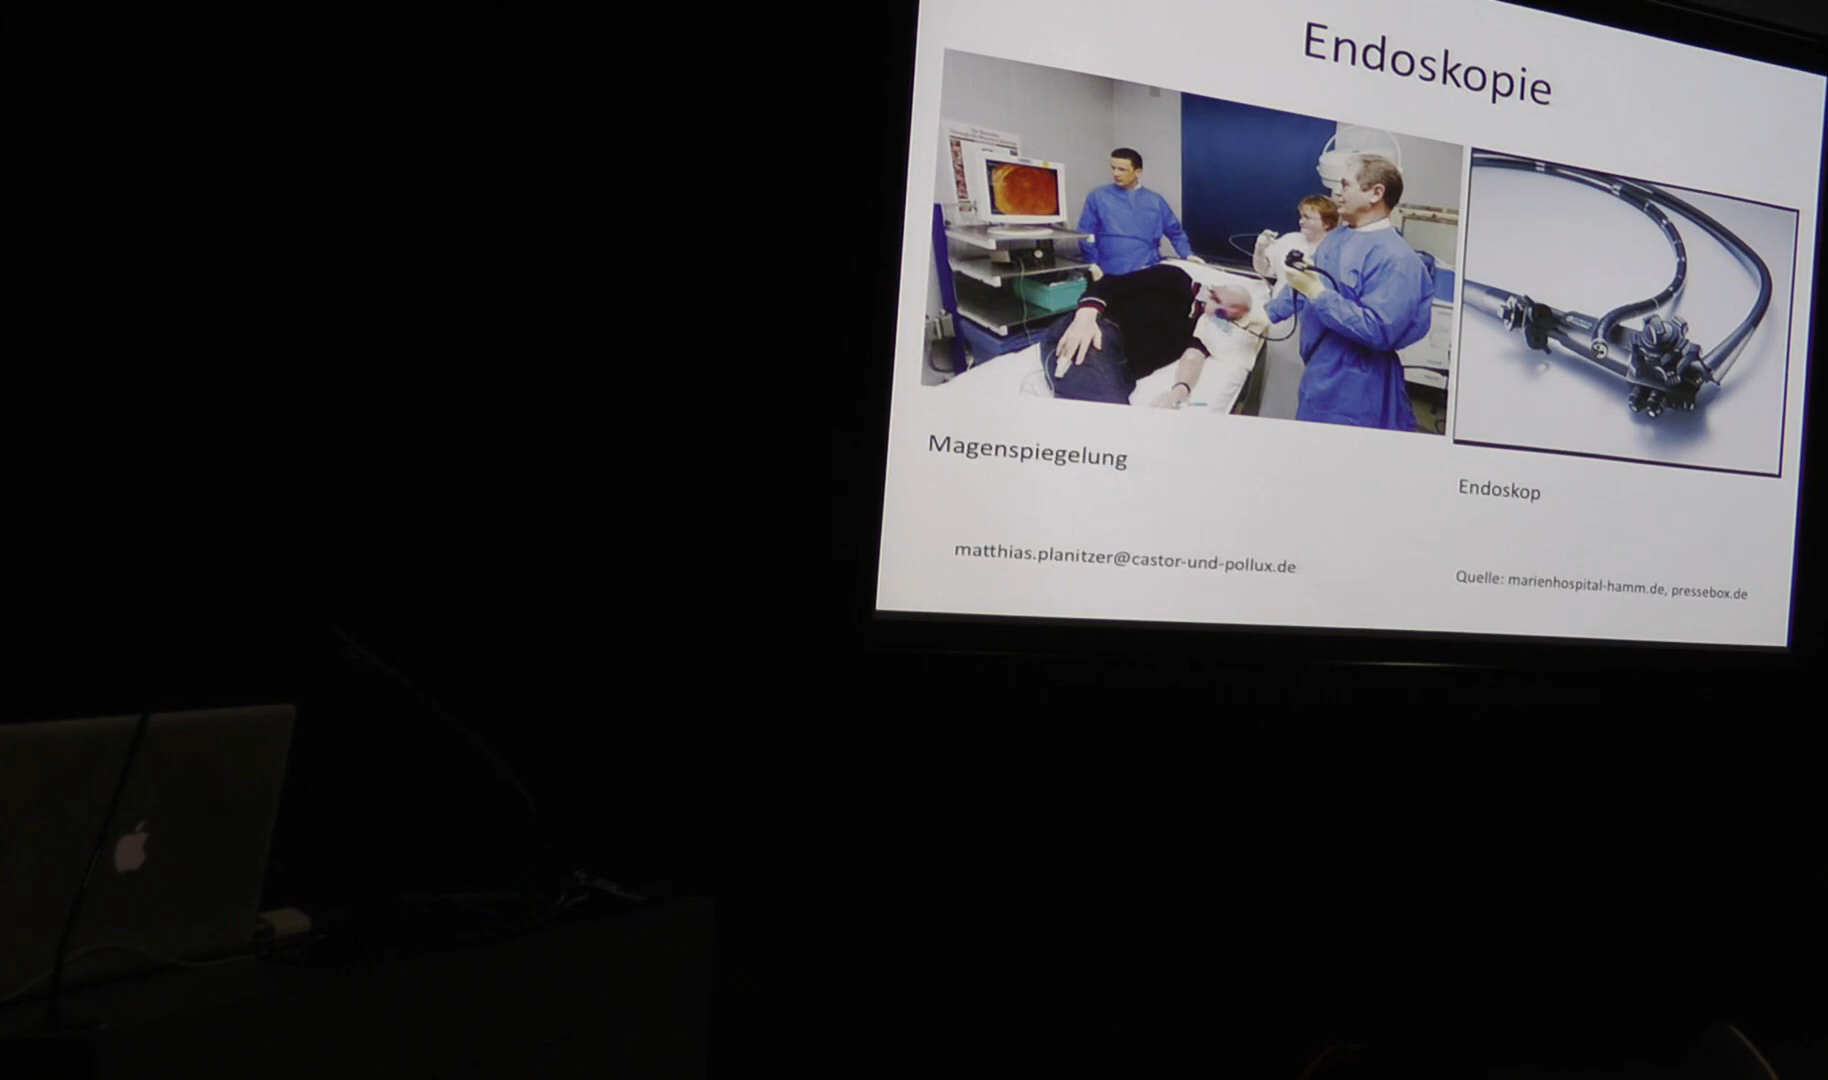 Endoskopie
Magenspiegelung
Endoskop
matthias.planitzer@castor-und-pollux.de
Quelle: marienhospital-hamm.de, pressebox.de